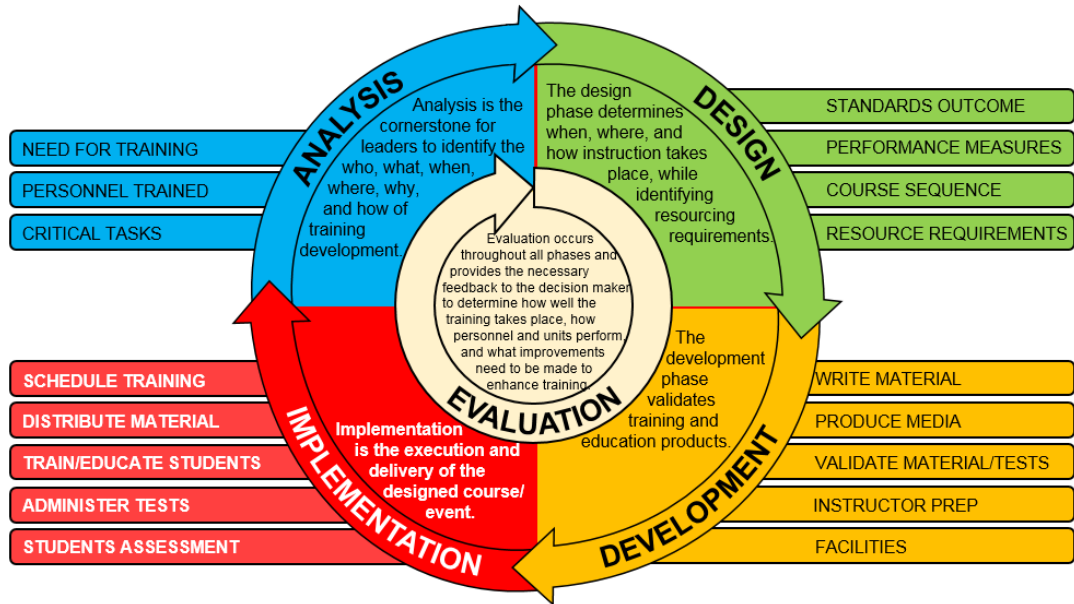 ANALYSIS
Analysis is the
cornerstone for
leaders to identify the
who, what, when,
where, why,
and how of
training
development.
NEED FOR TRAINING
PERSONNEL TRAINED
CRITICAL TASKS
DESIGN
The design
phase determines
when, where, and
how instruction takes
place, while
identifying
resourcing
requirements.
STANDARDS OUTCOME
PERFORMANCE MEASURES
COURSE SEQUENCE
RESOURCE REQUIREMENTS
Evaluation occurs
throughout all phases and
provides the necessary
feedback to the decision maker
to determine how well the
training takes place, how
personnel and units perform,
and what improvements
need to be made to
enhance training.
EVALUATION
The
development
phase
validates
training and
education products.
DEVELOPMENT
WRITE MATERIAL
PRODUCE MEDIA
VALIDATE MATERIAL/TESTS
INSTRUCTOR PREP
FACILITIES
Implementation
is the execution and
delivery of the
designed course/
event.
IMPLEMENTATION
SCHEDULE TRAINING
DISTRIBUTE MATERIAL
TRAIN/EDUCATE STUDENTS
ADMINISTER TESTS
STUDENTS ASSESSMENT